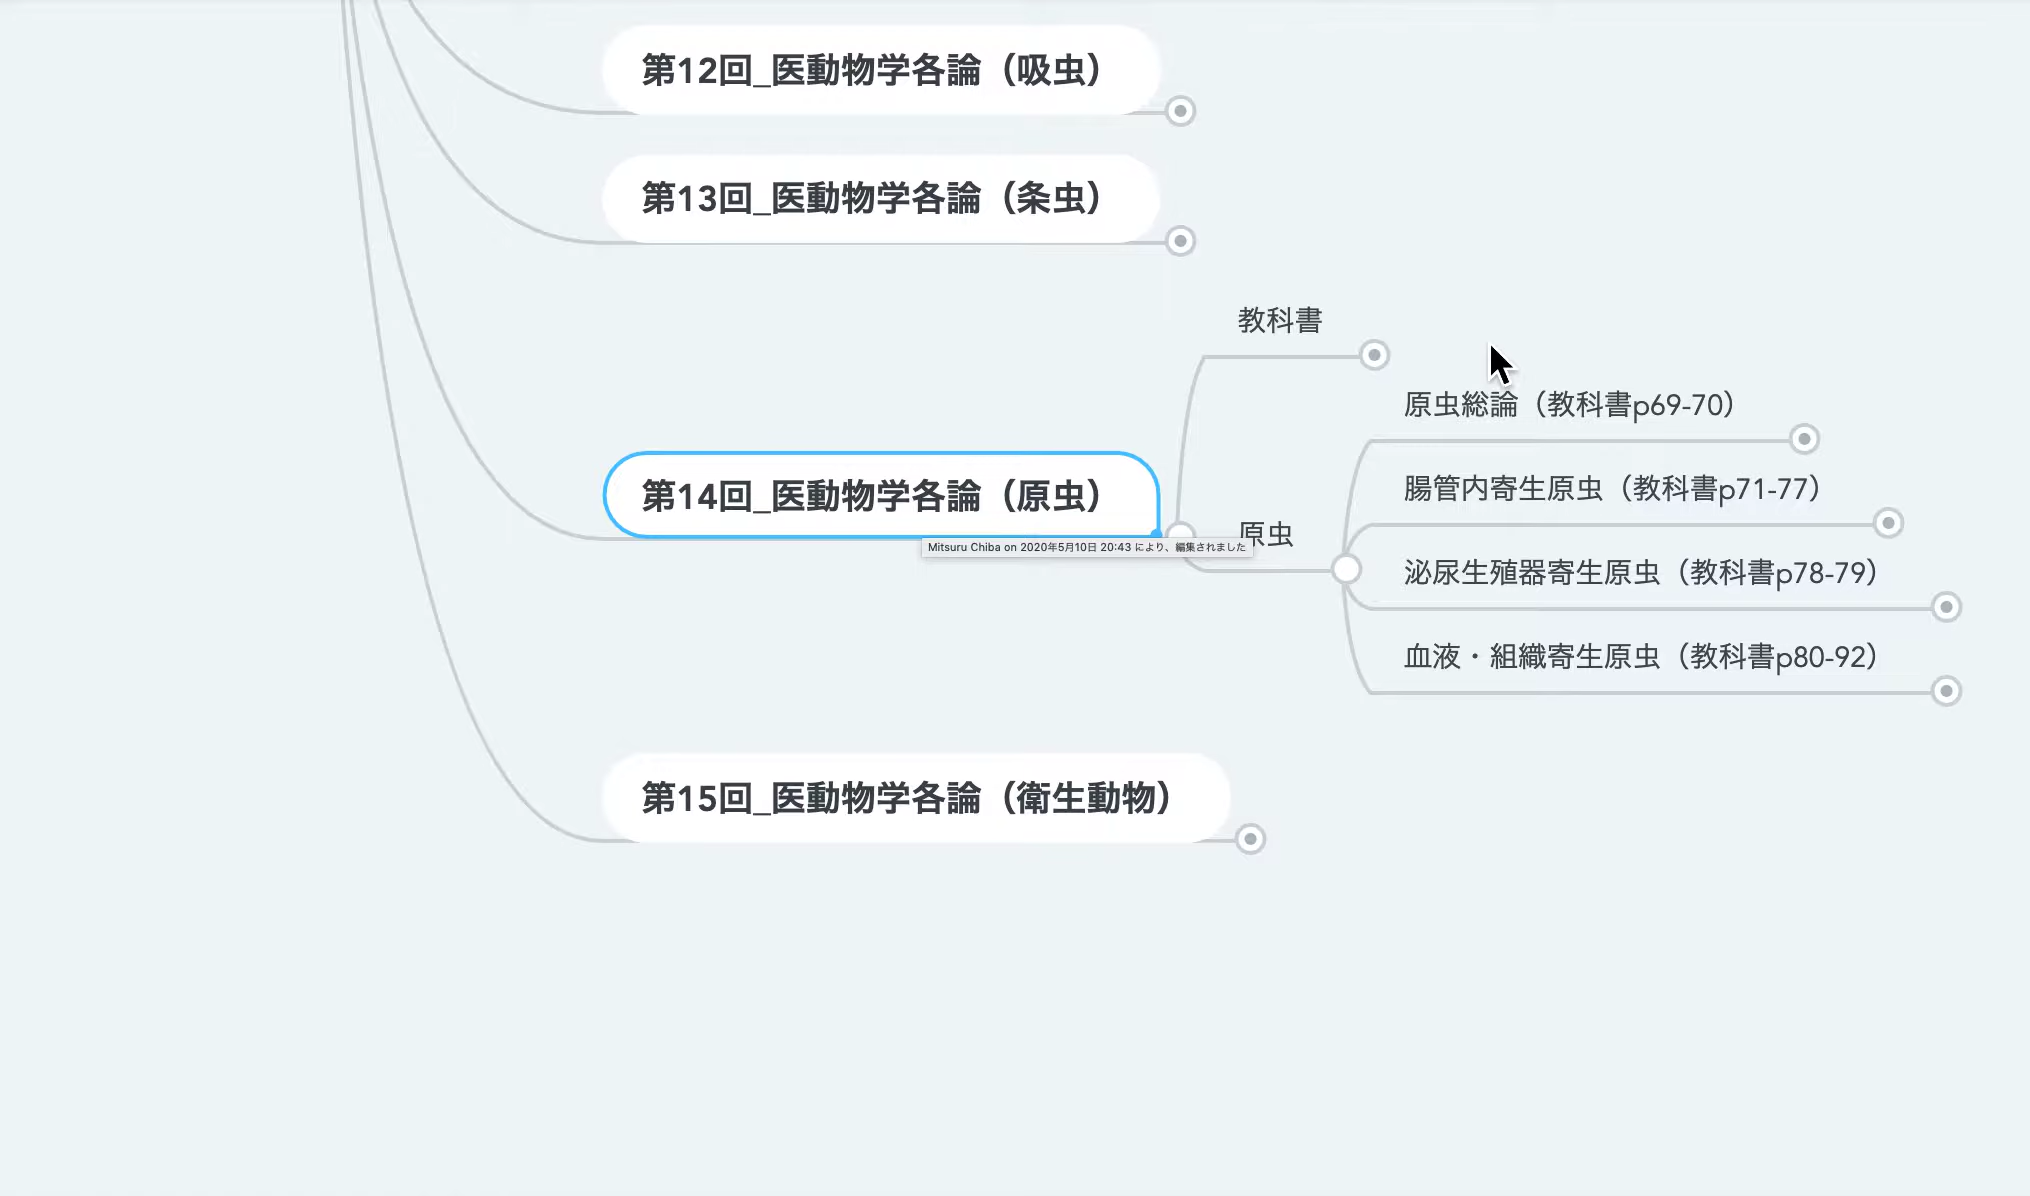 第12回_医動物学各論（吸虫）
第13回_医動物学各論（条虫）
教科書
原虫総論（教科書p69-70）
腸管内寄生原虫（教科書p71-77）
第14回_医動物学各論（原虫）
原虫
Mitsuru Chiba on 2020年5月10日 20:43 により、編集されました
泌尿生殖器寄生原虫（教科書p78-79）
血液・組織寄生原虫（教科書p80-92）
第15回_医動物学各論（衛生動物）